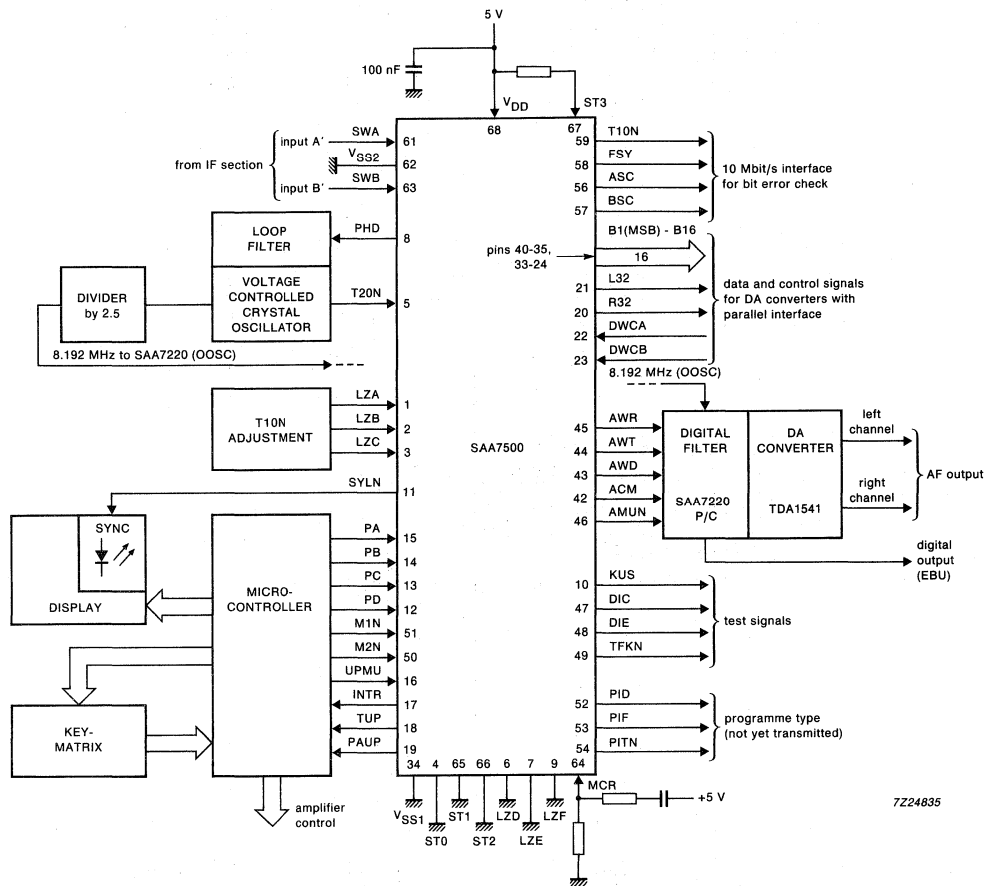 5 V
100 nF
VDD
ST3
68
67
from IF section
input A'
SWA
61
VSS2
62
input B'
SWB
63
59
T10N
58
FSY
56
ASC
57
BSC
10 Mbit/s interface
for bit error check
LOOP
FILTER
PHD
8
VOLTAGE
CONTROLLED
CRYSTAL
OSCILLATOR
T20N
5
DIVIDER
by 2.5
8.192 MHz to SAA7220 (OOSC)
pins 40-35,
33-24
B1(MSB) - B16
16
21
L32
20
R32
22
DWCA
23
DWCB
data and control signals
for DA converters with
parallel interface
8.192 MHz (OOSC)
T10N
ADJUSTMENT
LZA
1
LZB
2
LZC
3
SAA7500
45
AWR
44
AWT
43
AWD
42
ACM
46
AMUN
DIGITAL
FILTER
SAA7220
P/C
DA
CONVERTER
TDA1541
left
channel
right
channel
AF output
digital
output
(EBU)
SYLN
11
SYNC
DISPLAY
MICRO-
CONTROLLER
PA
15
PB
14
PC
13
PD
12
M1N
51
M2N
50
UPMU
16
INTR
17
TUP
18
PAUP
19
KEY-
MATRIX
amplifier
control
10
KUS
47
DIC
48
DIE
49
TFKN
test signals
52
PID
53
PIF
54
PITN
programme type
(not yet transmitted)
34 4 65 66 6 7 9 64
MCR
+5 V
VSS1
ST0
ST1
ST2
LZD
LZE
LZF
7Z24835